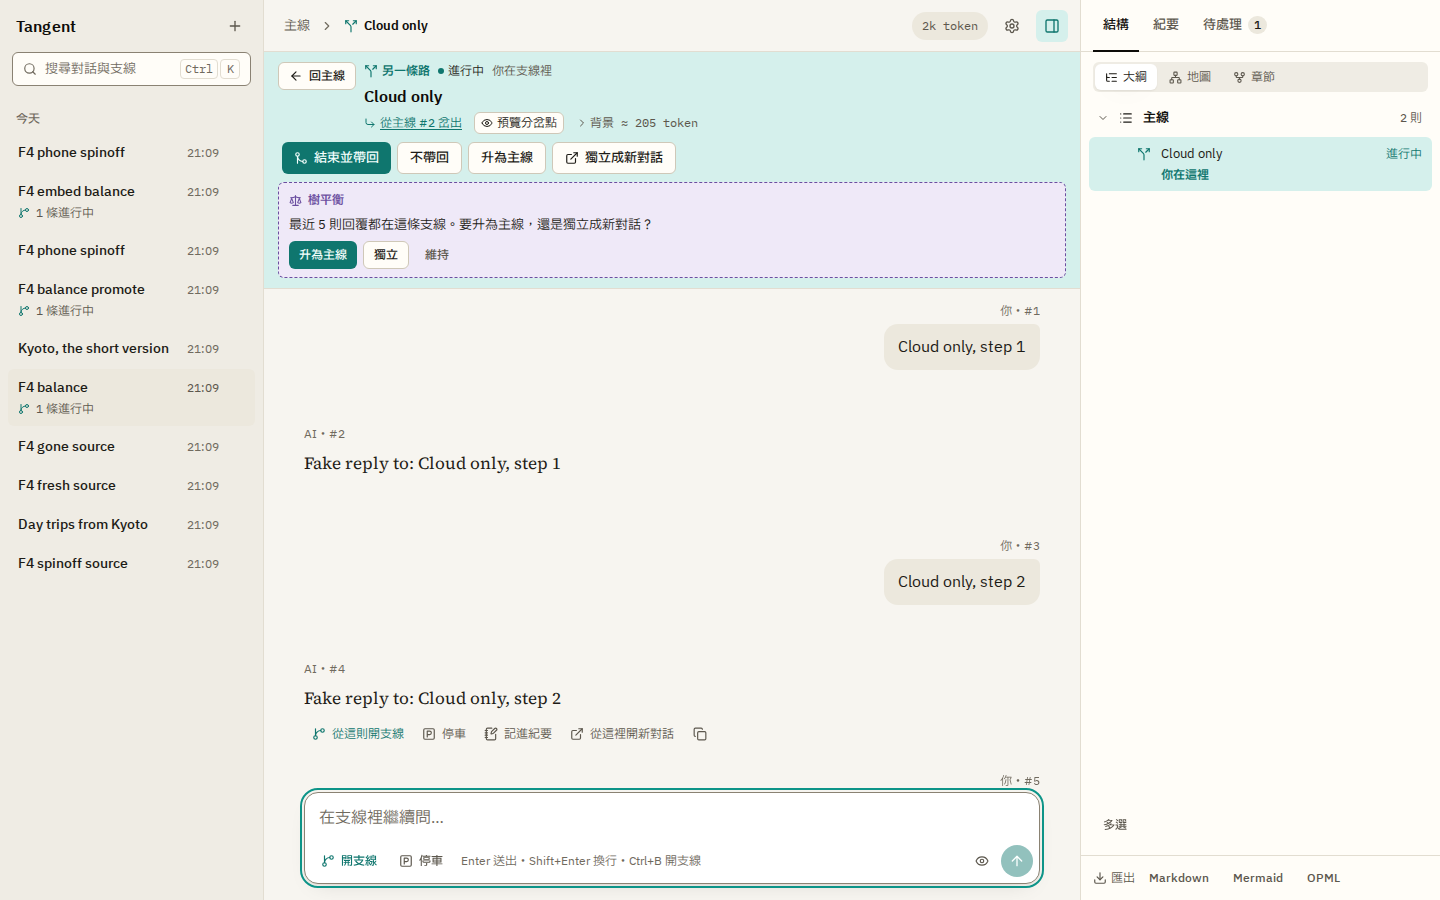 Tangent
搜尋對話與支線 Ctrl K
今天
F4 phone spinoff 21:09
F4 embed balance 21:09
1 條進行中
F4 phone spinoff 21:09
F4 balance promote 21:09
1 條進行中
Kyoto, the short version 21:09
F4 balance 21:09
1 條進行中
F4 gone source 21:09
F4 fresh source 21:09
Day trips from Kyoto 21:09
F4 spinoff source 21:09
主線 Cloud only 2k token
回主線 另一條路 進行中 你在支線裡
Cloud only
從主線 #2 岔出 預覽分岔點 背景 ≈ 205 token
結束並帶回 不帶回 升為主線 獨立成新對話
樹平衡
最近 5 則回覆都在這條支線。要升為主線，還是獨立成新對話？
升為主線 獨立 維持
你・#1
Cloud only, step 1
AI・#2
Fake reply to: Cloud only, step 1
你・#3
Cloud only, step 2
AI・#4
Fake reply to: Cloud only, step 2
從這則開支線 停車 記進紀要 從這裡開新對話
你・#5
在支線裡繼續問…
開支線 停車 Enter 送出・Shift+Enter 換行・Ctrl+B 開支線
結構 紀要 待處理 1
大綱 地圖 章節
主線 2 則
Cloud only 進行中
你在這裡
多選
匯出 Markdown Mermaid OPML